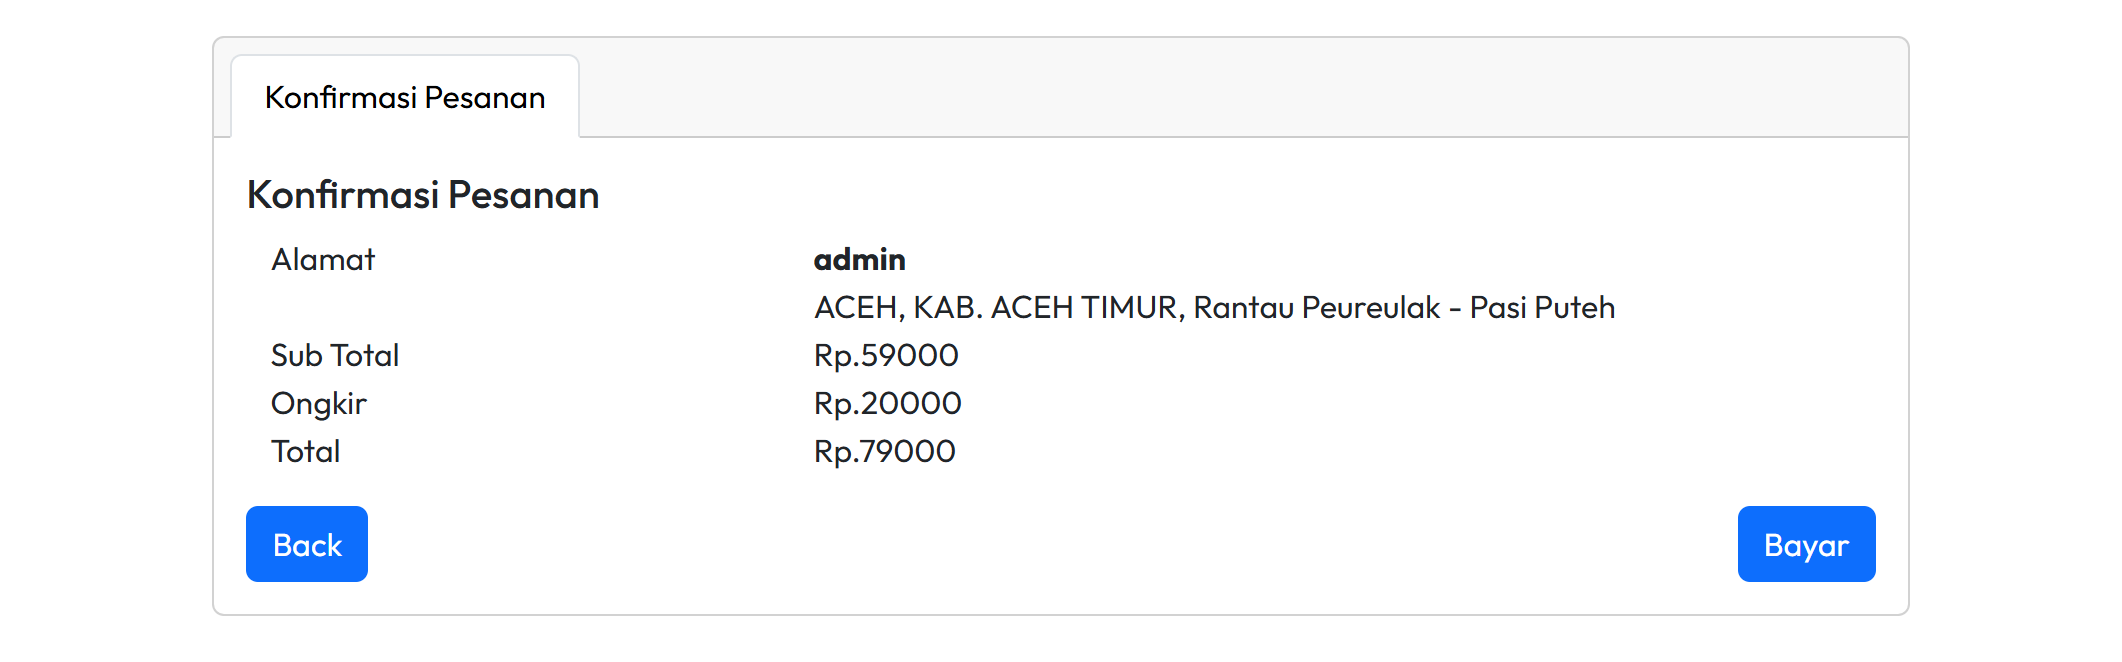 Konfirmasi Pesanan
Konfirmasi Pesanan
Alamat admin
ACEH, KAB. ACEH TIMUR, Rantau Peureulak - Pasi Puteh
Sub Total Rp.59000
Ongkir Rp.20000
Total Rp.79000
Back Bayar